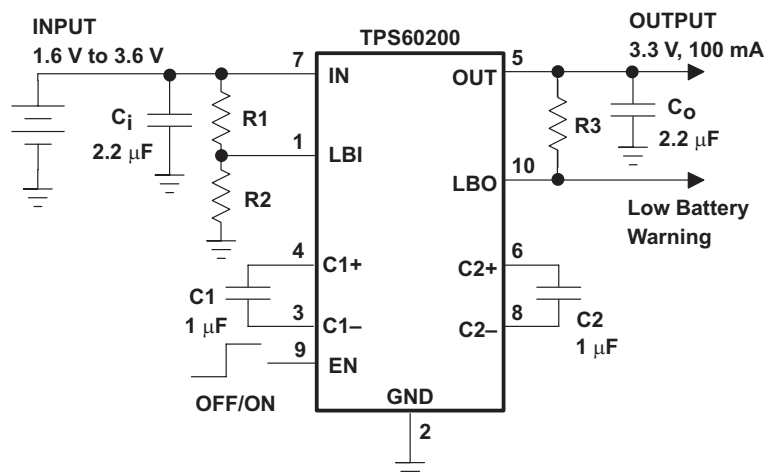 INPUT
1.6 V to 3.6 V
TPS60200
OUTPUT
3.3 V, 100 mA
7
IN
5
OUT
Ci
2.2 μF
R1
1
LBI
R2
R3
Co
2.2 μF
10
LBO
Low Battery
Warning
4
C1+
C1
1 μF
3
C1–
6
C2+
C2
1 μF
8
C2–
9
EN
OFF/ON
GND
2